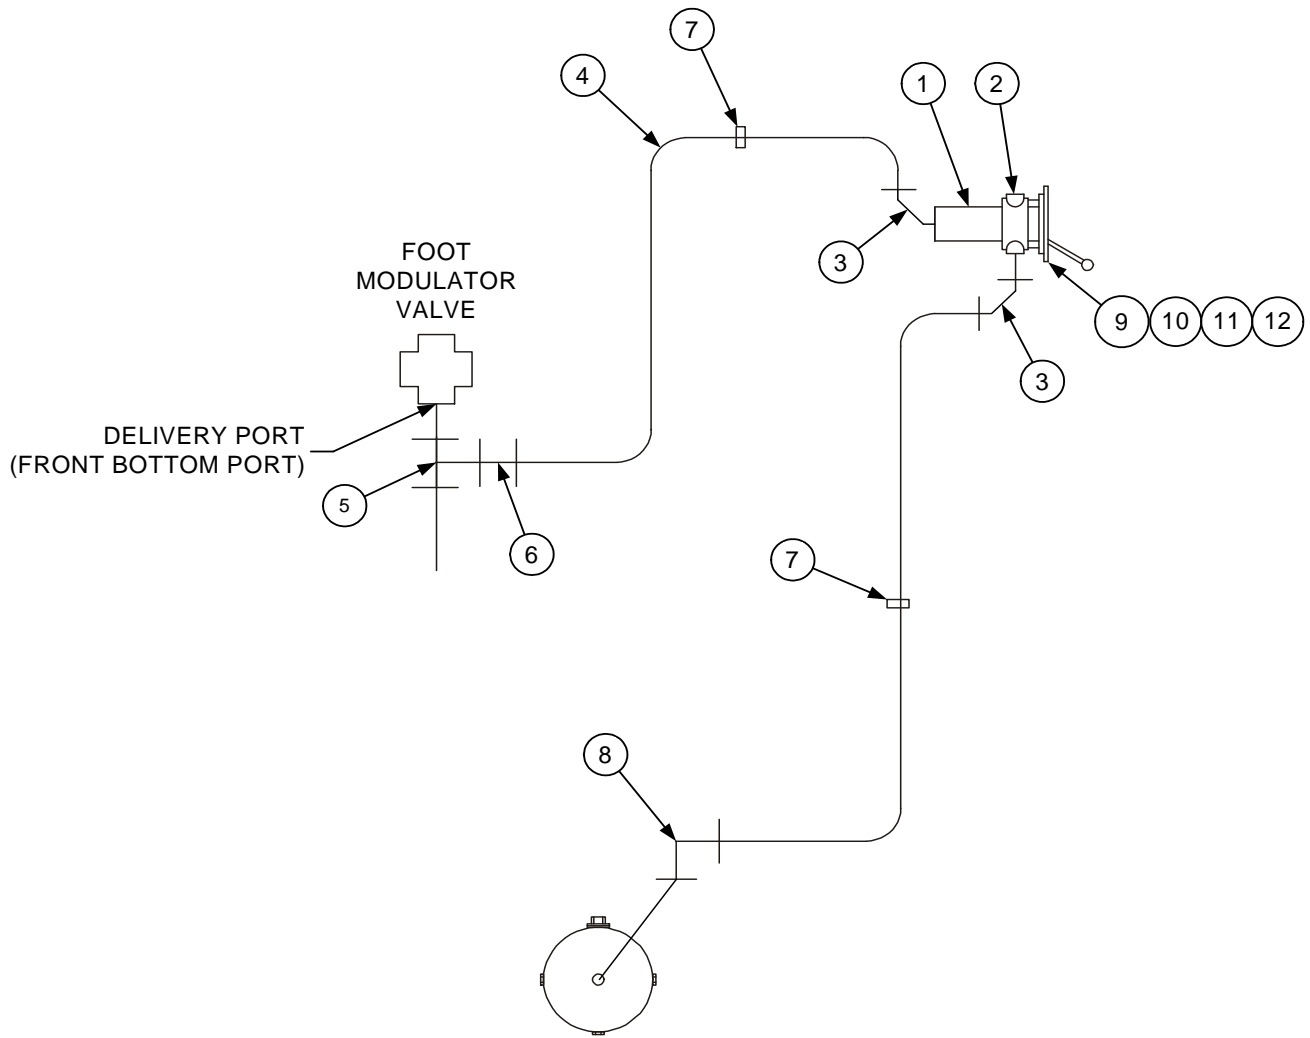 7
4
1
2
FOOT
MODULATOR
VALVE
3
9 10 11 12
3
DELIVERY PORT
(FRONT BOTTOM PORT)
5
6
7
8